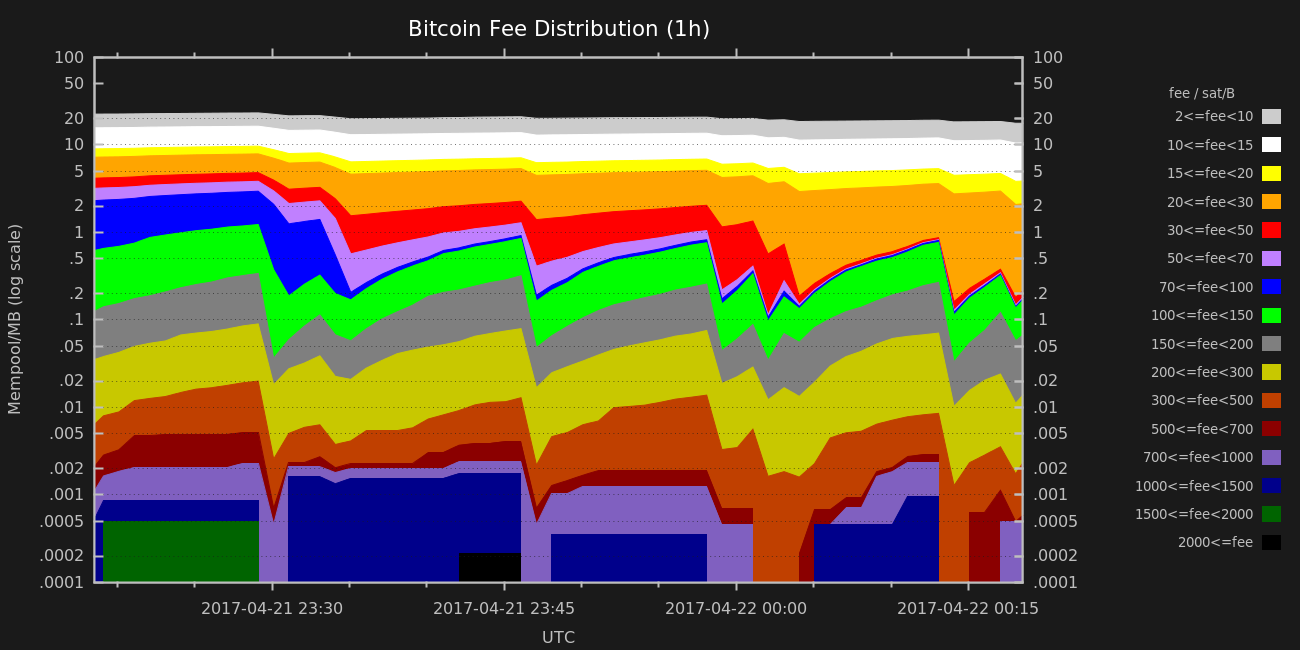 Bitcoin Fee Distribution (1h)
Mempool/MB (log scale)
100
50
20
10
5
2
1
.5
.2
.1
.05
.02
.01
.005
.002
.001
.0005
.0002
.0001
100
50
20
10
5
2
1
.5
.2
.1
.05
.02
.01
.005
.002
.001
.0005
.0002
.0001
2017-04-21 23:30
2017-04-21 23:45
2017-04-22 00:00
2017-04-22 00:15
UTC
fee / sat/B
2<=fee<10
10<=fee<15
15<=fee<20
20<=fee<30
30<=fee<50
50<=fee<70
70<=fee<100
100<=fee<150
150<=fee<200
200<=fee<300
300<=fee<500
500<=fee<700
700<=fee<1000
1000<=fee<1500
1500<=fee<2000
2000<=fee